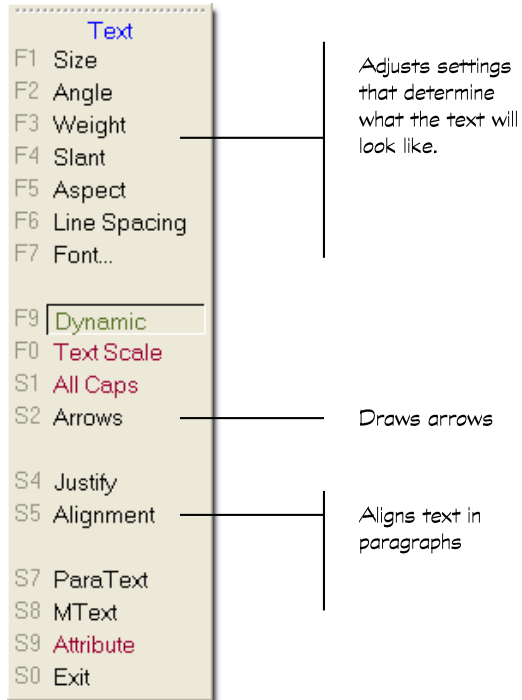 Text
F1 Size
F2 Angle
F3 Weight
F4 Slant
F5 Aspect
F6 Line Spacing
F7 Font...
F9 Dynamic
F0 Text Scale
S1 All Caps
S2 Arrows
S4 Justify
S5 Alignment
S7 ParaText
S8 MText
S9 Attribute
S0 Exit
Adjusts settings
that determine
what the text will
look like.
Draws arrows
Aligns text in
paragraphs